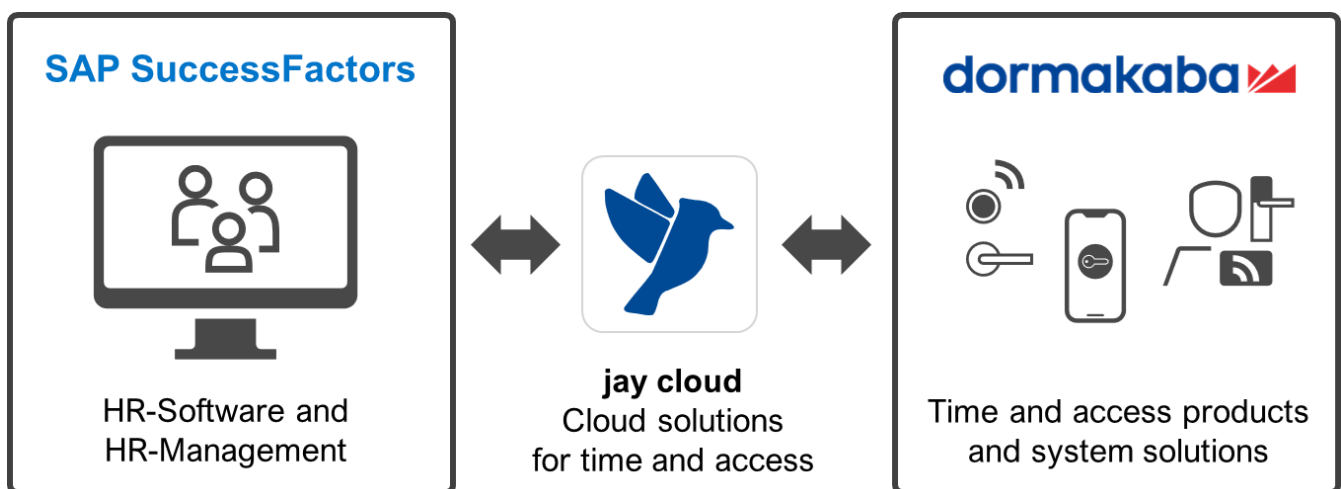 SAP SuccessFactors
HR-Software and
HR-Management
jay cloud
Cloud solutions
for time and access
dormakaba
Time and access products
and system solutions